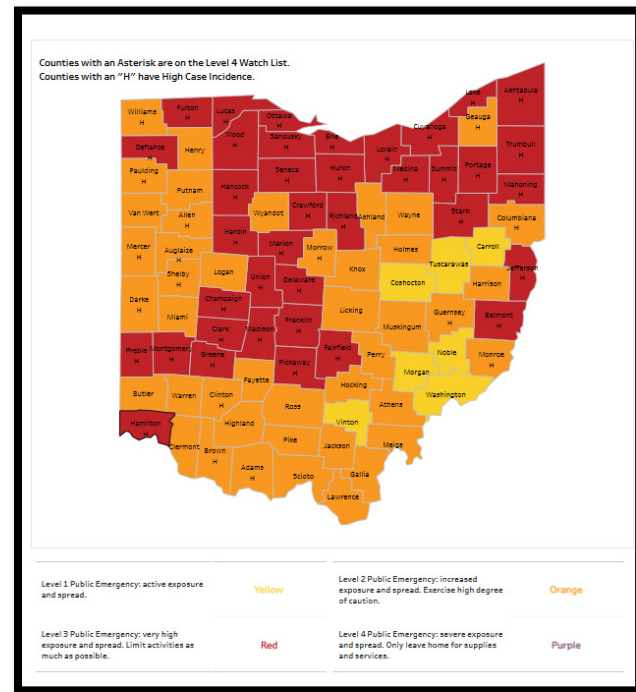 Counties with an Asterisk are on the Level 4 Watch List.
Counties with an "H" have High Case Incidence.
Williams
H
Fulton
H
Lucas
H
Ottawa
H
Lake
H
Ashtabula
H
Geauga
H
Cuyahoga
H
Defiance
H
Henry
Wood
H
Sandusky
H
Erie
H
Lorain
H
Medina
H
Summit
H
Portage
H
Trumbull
H
Mahoning
H
Paulding
H
Putnam
Hancock
H
Seneca
H
Huron
H
Van Wert
Allen
H
Wyandot
Crawford
H
Richland
H
Ashland
Wayne
Stark
H
Columbiana
H
Hardin
H
Marion
H
Morrow
H
Mercer
H
Auglaize
H
Logan
Union
H
Delaware
H
Knox
Holmes
Tuscarawas
Carroll
Jefferson
H
Shelby
H
Coshocton
Harrison
Darke
H
Miami
Champaign
H
Clark
H
Madison
H
Franklin
H
Licking
Muskingum
Guernsey
H
Belmont
H
Preble
H
Montgomery
H
Greene
H
Pickaway
H
Fairfield
H
Perry
Morgan
Noble
Monroe
H
Washington
Butler
Warren
Clinton
H
Fayette
Ross
Hocking
Athens
Vinton
Hamilton
H
Clermont
Brown
H
Highland
Pike
Jackson
Meigs
Adams
H
Scioto
Gallia
Lawrence
Level 1 Public Emergency: active exposure
and spread.
Yellow
Level 2 Public Emergency: increased
exposure and spread. Exercise high degree
of caution.
Orange
Level 3 Public Emergency: very high
exposure and spread. Limit activities as
much as possible.
Red
Level 4 Public Emergency: severe exposure
and spread. Only leave home for supplies
and services.
Purple